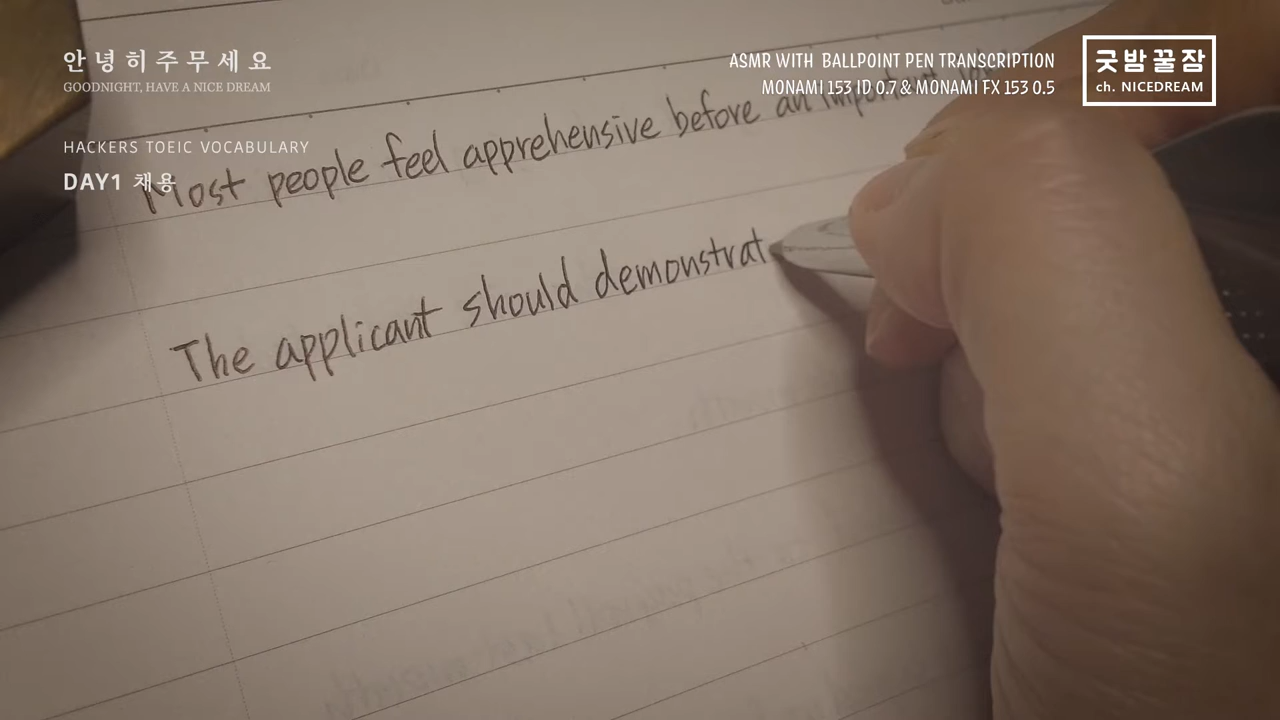 안녕히주무세요
GOODNIGHT, HAVE A NICE DREAM
ASMR WITH BALLPOINT PEN TRANSCRIPTION
MONAMI 153 ID 0.7 & MONAMI FX 153 0.5
굿밤꿀잠
ch. NICEDREAM
HACKERS TOEIC VOCABULARY
DAY1 채용
Most people feel apprehensive before an important
The applicant should demonstrat